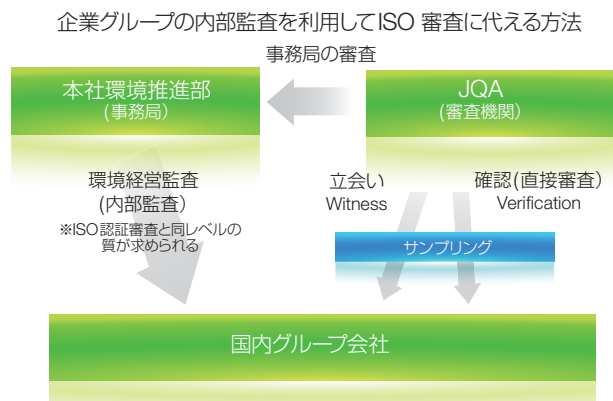 企業グループの内部監査を利用してISO 審査に代える方法
事務局の審査
本社環境推進部
(事務局)
JQA
(審査機関)
環境経営監査
(内部監査)
※ISO認証審査と同レベルの
質が求められる
立会い
Witness
確認(直接審査)
Verification
サンプリング
国内グループ会社